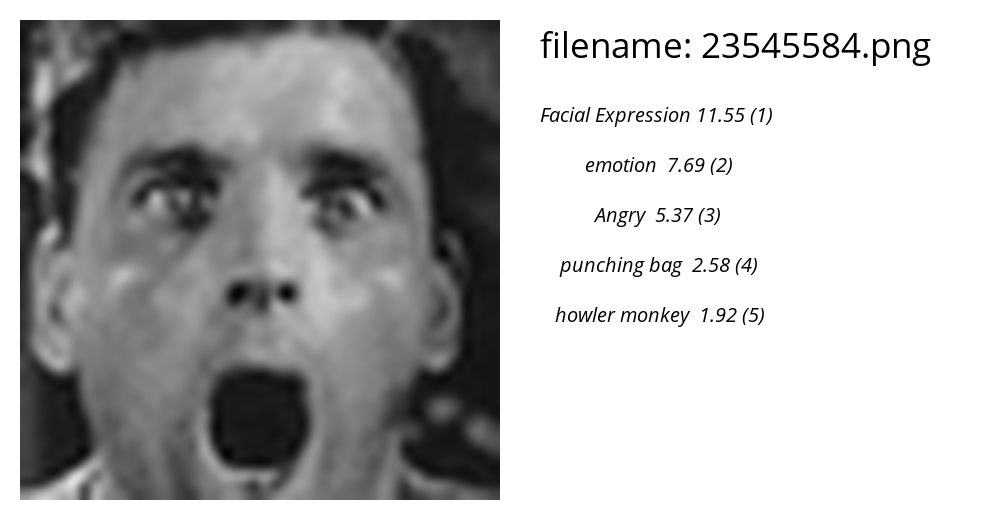 filename: 23545584.png
Facial Expression 11.55 (1)
emotion 7.69 (2)
Angry 5.37 (3)
punching bag 2.58 (4)
howler monkey 1.92 (5)